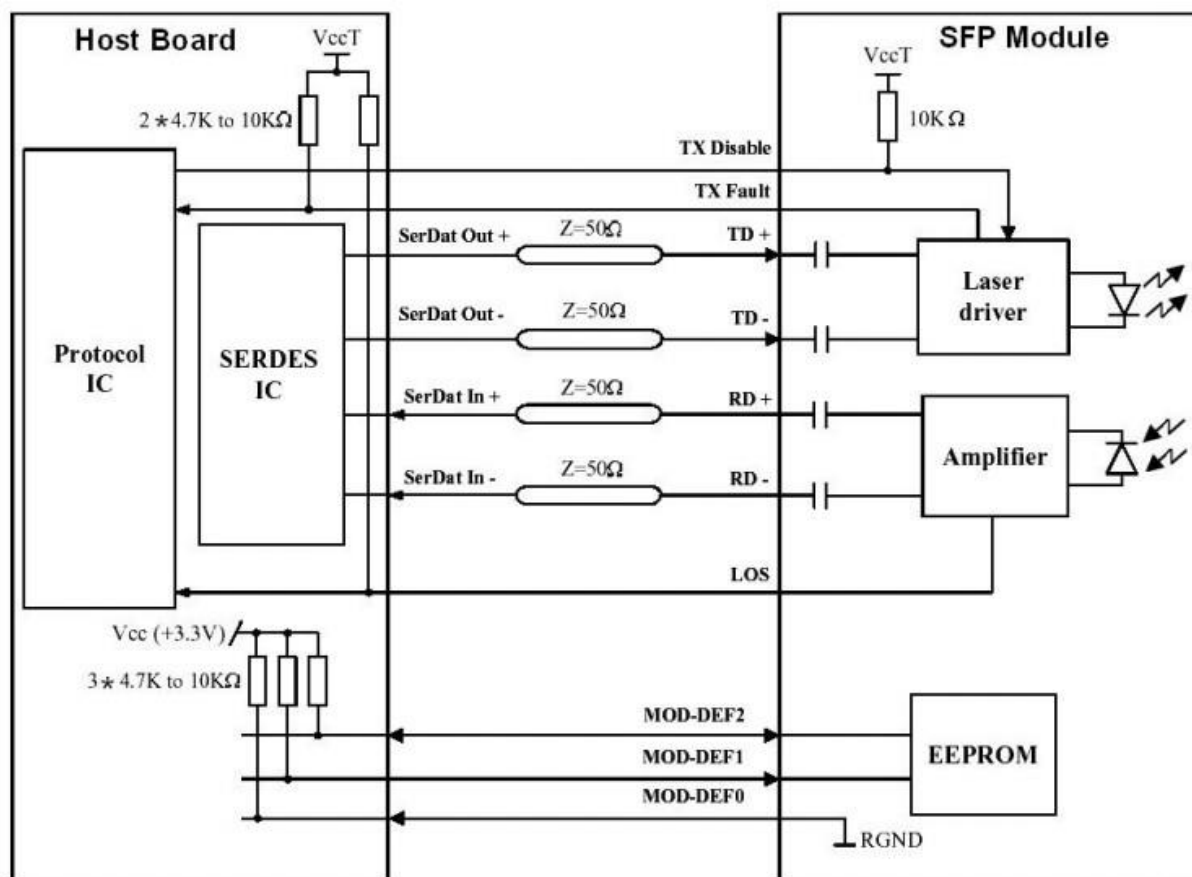 Host Board
SFP Module
VccT
VccT
2*4.7K to 10KΩ
10KΩ
TX Disable
TX Fault
SerDat Out +
Z=50Ω
TD +
SerDat Out -
Z=50Ω
TD -
Laser
driver
Protocol
IC
SERDES
IC
SerDat In +
Z=50Ω
RD +
SerDat In -
Z=50Ω
RD -
Amplifier
LOS
Vcc (+3.3V)
3*4.7K to 10KΩ
MOD-DEF2
MOD-DEF1
MOD-DEF0
EEPROM
RGND